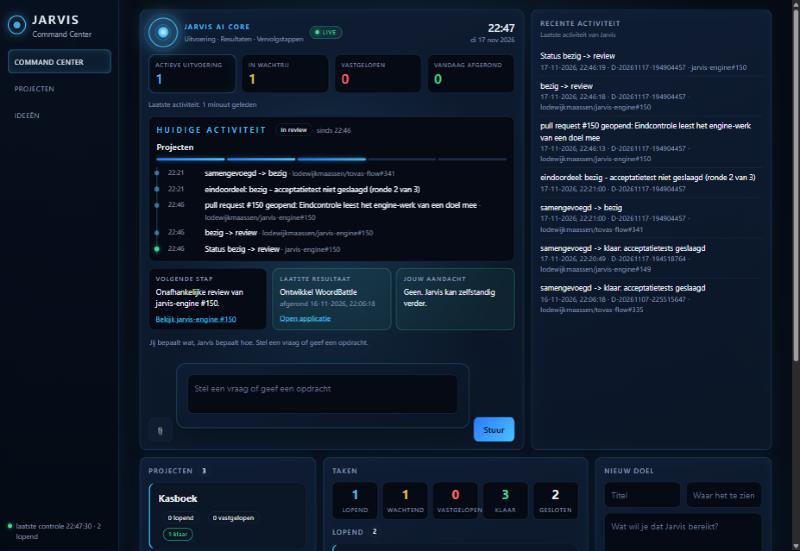 JARVIS
Command Center
COMMAND CENTER
PROJECTEN
IDEEËN
laatste controle 22:47:30 · 2
lopend
JARVIS AI CORE
Uitvoering · Resultaten · Vervolgstappen
LIVE
22:47
di 17 nov 2026
ACTIEVE UITVOERING
1
IN WACHTRIJ
1
VASTGELOPEN
0
VANDAAG AFGEROND
0
Laatste activiteit: 1 minuut geleden
HUIDIGE ACTIVITEIT
in review
sinds 22:46
Projecten
22:21 samengevoegd -> bezig · lodewijkmaassen/tovas-flow#341
22:21 eindoordeel: bezig - acceptatietest niet geslaagd (ronde 2 van 3)
22:46 pull request #150 geopend: Eindcontrole leest het engine-werk van een doel mee ·
lodewijkmaassen/jarvis-engine#150
22:46 bezig -> review · lodewijkmaassen/jarvis-engine#150
22:46 Status bezig -> review · jarvis-engine#150
VOLGENDE STAP
Onafhankelijke review van
jarvis-engine #150.
Bekijk jarvis-engine #150
LAATSTE RESULTAAT
Ontwikkel WoordBattle
afgerond 16-11-2026, 22:06:18
Open applicatie
JOUW AANDACHT
Geen. Jarvis kan zelfstandig
verder.
Jij bepaalt wat, Jarvis bepaalt hoe. Stel een vraag of geef een opdracht.
Stel een vraag of geef een opdracht
Stuur
RECENTE ACTIVITEIT
Laatste activiteit van Jarvis
Status bezig -> review
17-11-2026, 22:46:19 · D-20261117-194904457 · jarvis-engine#150
bezig -> review
17-11-2026, 22:46:18 · D-20261117-194904457 ·
lodewijkmaassen/jarvis-engine#150
pull request #150 geopend: Eindcontrole leest het engine-werk
van een doel mee
17-11-2026, 22:46:13 · D-20261117-194904457 ·
lodewijkmaassen/jarvis-engine#150
eindoordeel: bezig - acceptatietest niet geslaagd (ronde 2 van 3)
17-11-2026, 22:21:00 · D-20261117-194904457
samengevoegd -> bezig
17-11-2026, 22:21:00 · D-20261117-194904457 ·
lodewijkmaassen/tovas-flow#341
samengevoegd -> klaar: acceptatietests geslaagd
17-11-2026, 22:20:49 · D-20261117-194518764 ·
lodewijkmaassen/jarvis-engine#149
samengevoegd -> klaar: acceptatietests geslaagd
16-11-2026, 22:06:18 · D-20261107-225515647 ·
lodewijkmaassen/tovas-flow#335
PROJECTEN 3
Kasboek
0 lopend
0 vastgelopen
1 klaar
TAKEN
1
LOPEND
1
WACHTEND
0
VASTGELOPEN
3
KLAAR
2
GESLOTEN
LOPEND 2
NIEUW DOEL
Titel
Waar het te zien
Wat wil je dat Jarvis bereikt?